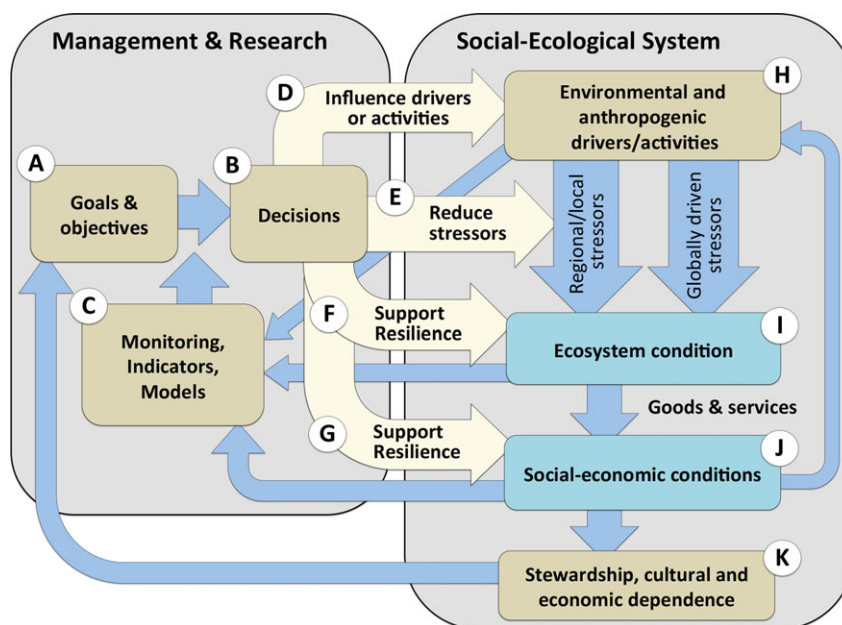 Management & Research
Social-Ecological System
D
Influence drivers
or activities
H
Environmental and
anthropogenic
drivers/activities
A
Goals &
objectives
B
Decisions
E
Reduce
stressors
Regional/local
stressors
Globally driven
stressors
C
Monitoring,
Indicators,
Models
F
Support
Resilience
I
Ecosystem condition
Goods & services
G
Support
Resilience
J
Social-economic conditions
K
Stewardship, cultural and
economic dependence